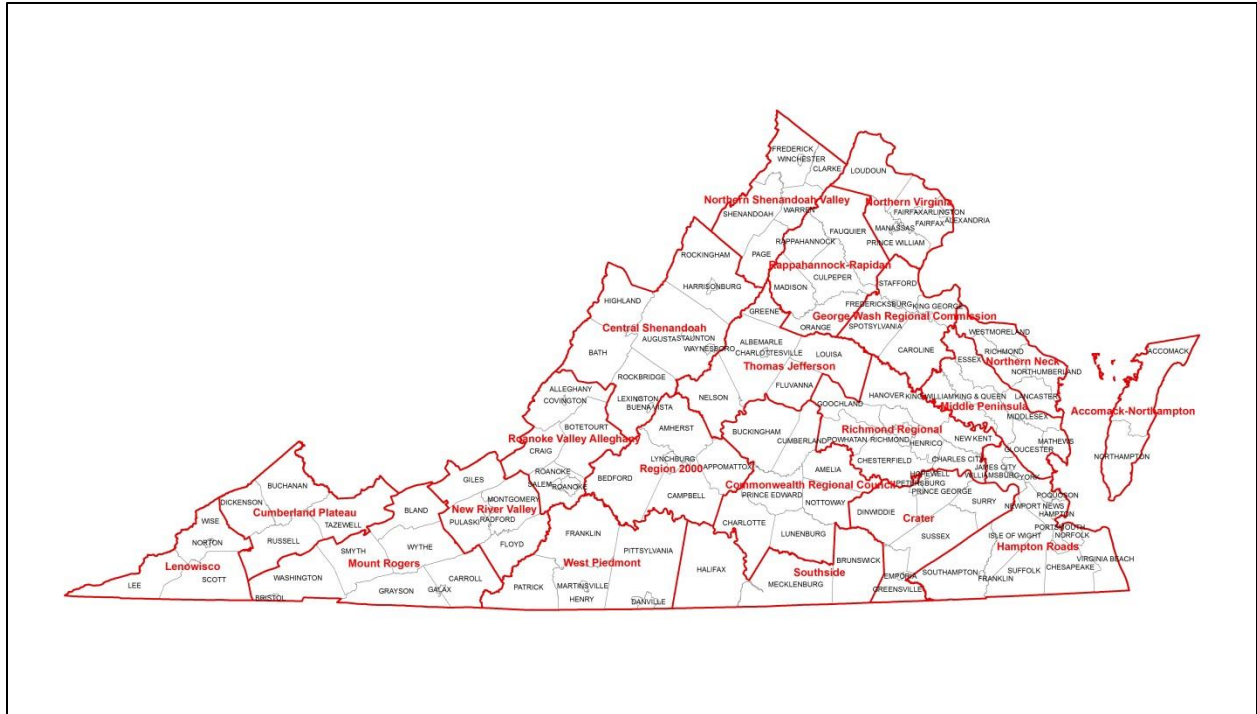 FREDERICK
WINCHESTER
CLARKE
LOUDOUN
Northern Shenandoah Valley
Northern Virginia
WARREN
SHENANDOAH
FAIRFAX
ARLINGTON
FAIRFAX
ALEXANDRIA
MANASSAS
FAUQUIER
PRINCE WILLIAM
RAPPAHANNOCK
PAGE
ROCKINGHAM
Rappahannock-Rapidan
CULPEPER
STAFFORD
HARRISONBURG
MADISON
HIGHLAND
FREDERICKSBURG
KING GEORGE
GREENE
George Wash Regional Commission
Central Shenandoah
ORANGE
SPOTSYLVANIA
WESTMORELAND
AUGUSTA
STAUNTON
ALBEMARLE
WAYNESBORO
CHARLOTTESVILLE
LOUISA
CAROLINE
RICHMOND
ACCOMACK
BATH
ESSEX
Northern Neck
Thomas Jefferson
NORTHUMBERLAND
ROCKBRIDGE
FLUVANNA
ALLEGHANY
COVINGTON
LEXINGTON
BUENA VISTA
NELSON
GOOCHLAND
HANOVER
KING WILLIAM
KING & QUEEN
LANCASTER
Middle Peninsula
Accomack-Northampton
MIDDLESEX
BOTETOURT
AMHERST
BUCKINGHAM
CUMBERLAND
POWHATAN
Richmond Regional
RICHMOND
HENRICO
NEW KENT
MATHEWS
GLOUCESTER
Roanoke Valley Alleghany
CRAIG
LYNCHBURG
CHESTERFIELD
CHARLES CITY
NORTHAMPTON
Region 2000
APPOMATTOX
AMELIA
HOPEWELL
JAMES CITY
WILLIAMSBURG
YORK
ROANOKE
SALEM
ROANOKE
BEDFORD
GILES
Commonwealth Regional Council
PETERSBURG
PRINCE GEORGE
BUCHANAN
CAMPBELL
PRINCE EDWARD
NOTTOWAY
SURRY
POQUOSON
DICKENSON
MONTGOMERY
NEWPORT NEWS
HAMPTON
Cumberland Plateau
BLAND
New River Valley
DINWIDDIE
Crater
WISE
TAZEWELL
PULASKI
RADFORD
CHARLOTTE
PORTSMOUTH
NORFOLK
FRANKLIN
LUNENBURG
SUSSEX
ISLE OF WIGHT
NORTON
RUSSELL
WYTHE
FLOYD
PITTSYLVANIA
Hampton Roads
SMYTH
VIRGINIA BEACH
BRUNSWICK
Lenowisco
Mount Rogers
West Piedmont
HALIFAX
Southside
CHESAPEAKE
LEE
SCOTT
WASHINGTON
CARROLL
EMPORIA
SOUTHAMPTON
SUFFOLK
FRANKLIN
GRAYSON
GALAX
PATRICK
MARTINSVILLE
MECKLENBURG
GREENSVILLE
BRISTOL
HENRY
DANVILLE